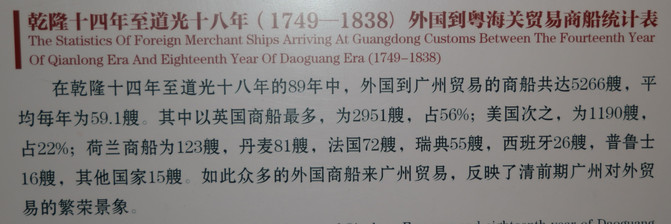 乾隆十四年至道光十八年（1749—1838）外国到粤海关贸易商船统计表
The Statistics Of Foreign Merchant Ships Arriving At Guangdong Customs Between The Fourteenth Year
Of Qianlong Era And Eighteenth Year Of Daoguang Era (1749-1838)
在乾隆十四年至道光十八年的89年中，外国到广州贸易的商船共达5266艘，平
均每年为59.1艘。其中以英国商船最多，为2951艘，占56%；美国次之，为1190艘，
占22%；荷兰商船为123艘，丹麦81艘，法国72艘，瑞典55艘，西班牙26艘，普鲁士
16艘，其他国家15艘。如此众多的外国商船来广州贸易，反映了清前期广州对外贸
易的繁荣景象。